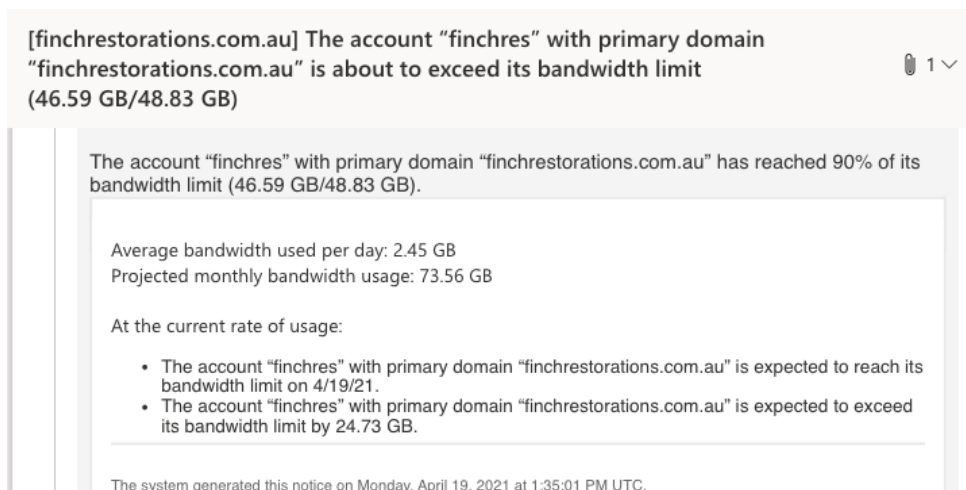 [finchrestorations.com.au] The account “finchres” with primary domain
“finchrestorations.com.au” is about to exceed its bandwidth limit
(46.59 GB/48.83 GB)
1
The account “finchres” with primary domain “finchrestorations.com.au” has reached 90% of its
bandwidth limit (46.59 GB/48.83 GB).
Average bandwidth used per day: 2.45 GB
Projected monthly bandwidth usage: 73.56 GB
At the current rate of usage:
• The account “finchres” with primary domain “finchrestorations.com.au” is expected to reach its
bandwidth limit on 4/19/21.
• The account “finchres” with primary domain “finchrestorations.com.au” is expected to exceed
its bandwidth limit by 24.73 GB.
The system generated this notice on Monday, April 19, 2021 at 1:35:01 PM UTC.